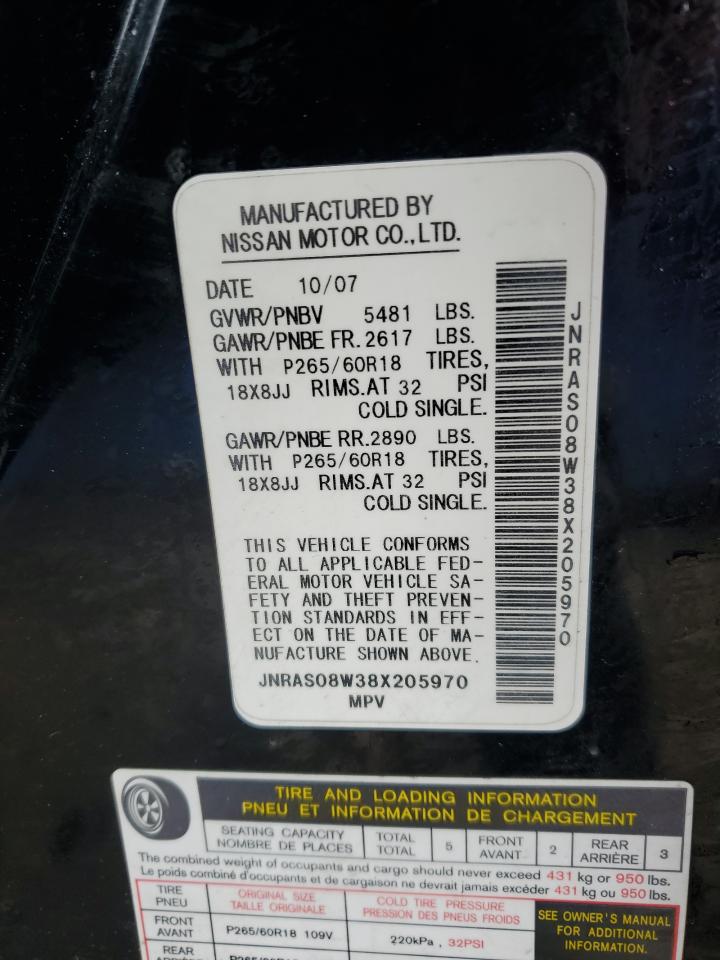 MANUFACTURED BY
NISSAN MOTOR CO.,LTD.
DATE 10/07
GVWR/PNBV 5481 LBS.
GAWR/PNBE FR.2617 LBS.
WITH P265/60R18 TIRES,
18X8JJ RIMS.AT 32 PSI
COLD SINGLE.
GAWR/PNBE RR.2890 LBS.
WITH P265/60R18 TIRES,
18X8JJ RIMS.AT 32 PSI
COLD SINGLE.
THIS VEHICLE CONFORMS
TO ALL APPLICABLE FED-
ERAL MOTOR VEHICLE SA-
FETY AND THEFT PREVEN-
TION STANDARDS IN EFF-
ECT ON THE DATE OF MA-
NUFACTURE SHOWN ABOVE.
JNRAS08W38X205970
MPV
JNRAS08W38X205970
TIRE AND LOADING INFORMATION
PNEU ET INFORMATION DE CHARGEMENT
SEATING CAPACITY TOTAL 5 FRONT 2 REAR 3
NOMBRE DE PLACES TOTAL AVANT ARRIÈRE
The combined weight of occupants and cargo should never exceed 431 kg or 950 lbs.
Le poids combiné d'occupants et de cargaison ne devrait jamais excéder 431 kg ou 950 lbs.
TIRE ORIGINAL SIZE COLD TIRE PRESSURE
PNEU TAILLE ORIGINALE PRESSION DES PNEUS FROIDS
FRONT
AVANT P265/60R18 109V 220kPa , 32PSI
SEE OWNER'S MANUAL
FOR ADDITIONAL
INFORMATION.
REAR